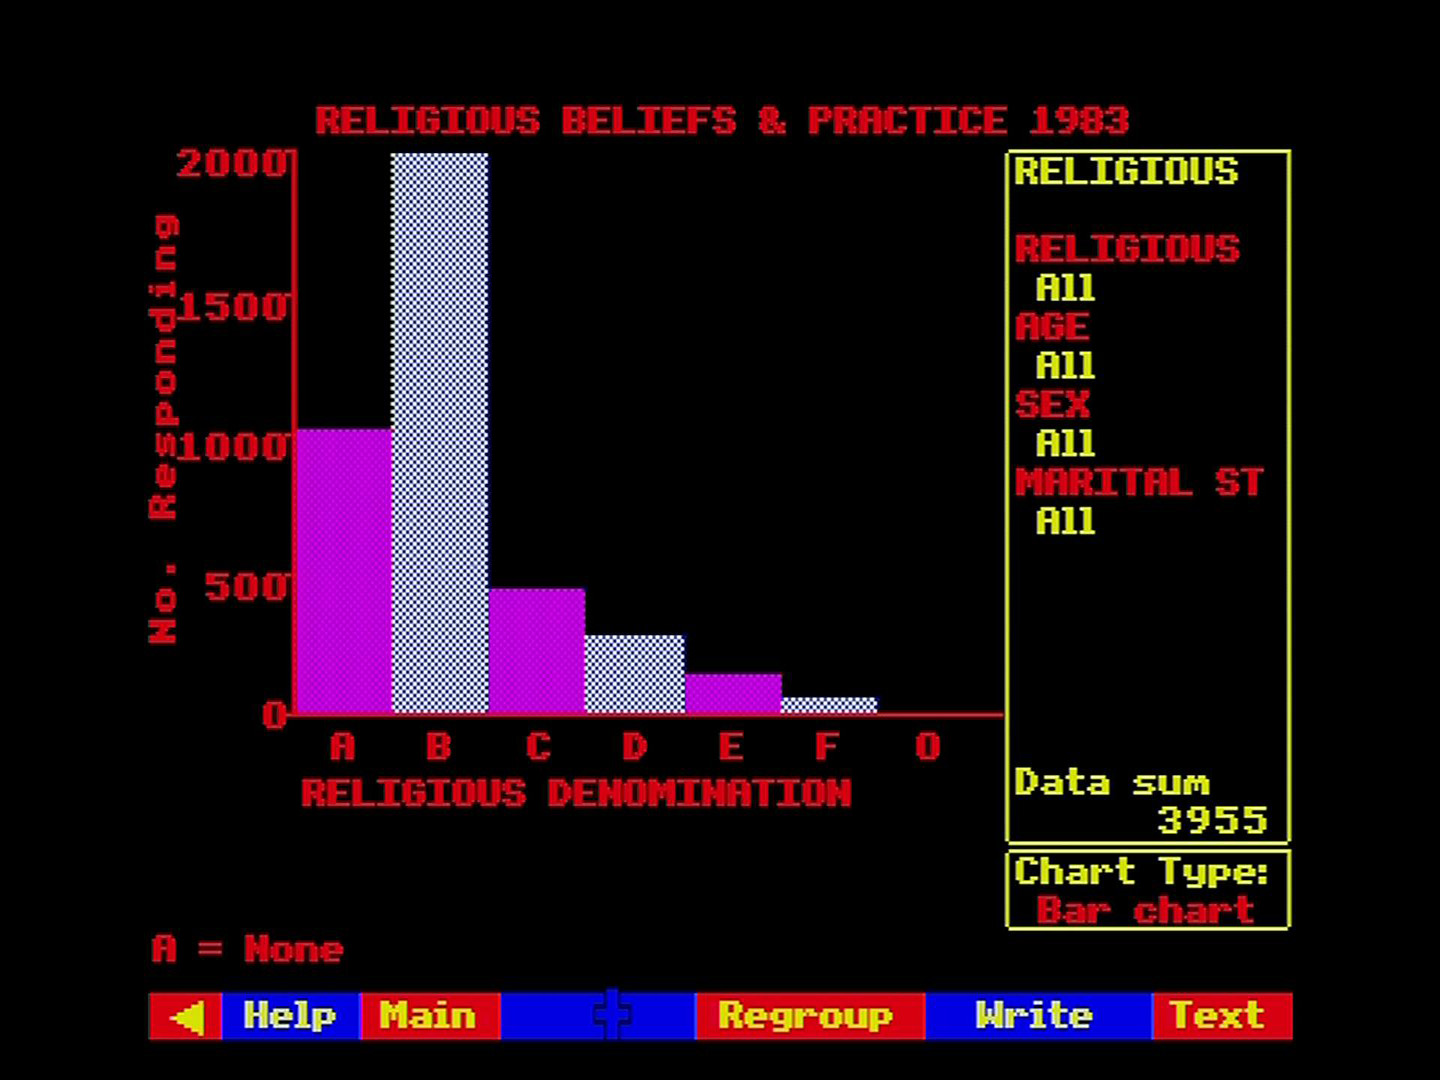 RELIGIOUS BELIEFS & PRACTICE 1983
No. Responding
2000
1500
1000
500
0
A B C D E F O
RELIGIOUS DENOMINATION
RELIGIOUS
RELIGIOUS
All
AGE
All
SEX
All
MARITAL ST
All
Data sum
3955
Chart Type:
Bar chart
A = None
Help Main Regroup Write Text